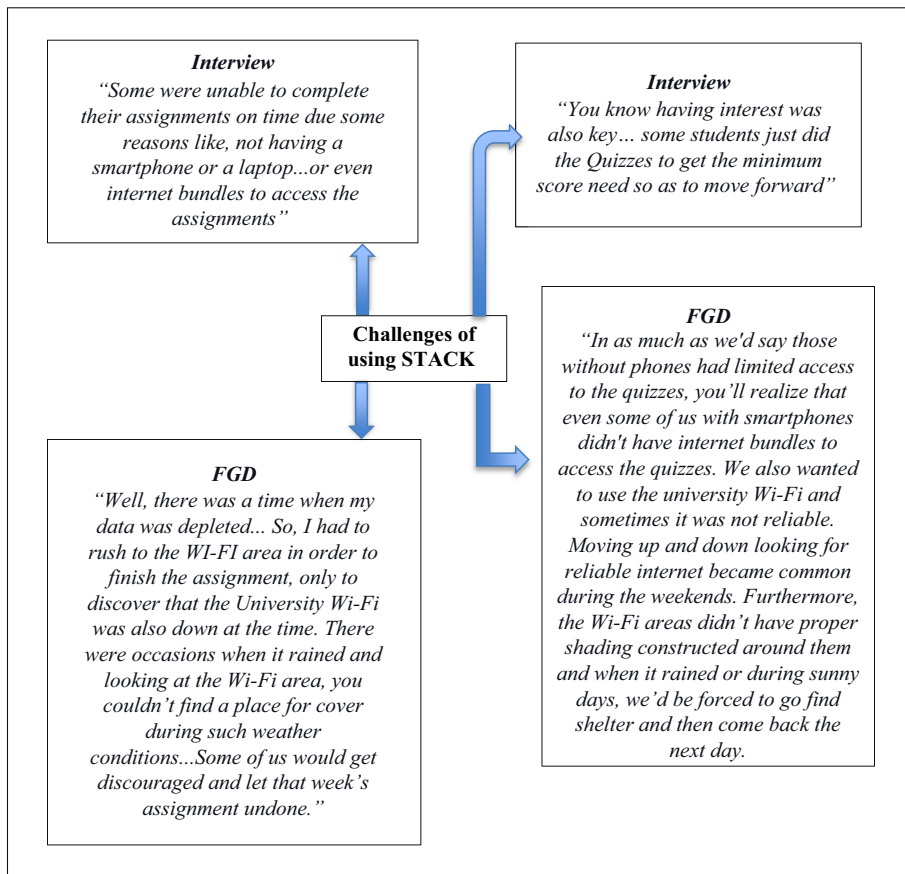 Interview
“Some were unable to complete
their assignments on time due some
reasons like, not having a
smartphone or a laptop...or even
internet bundles to access the
assignments”
Interview
“You know having interest was
also key… some students just did
the Quizzes to get the minimum
score need so as to move forward”
Challenges of
using STACK
FGD
“Well, there was a time when my
data was depleted... So, I had to
rush to the WI-FI area in order to
finish the assignment, only to
discover that the University Wi-Fi
was also down at the time. There
were occasions when it rained and
looking at the Wi-Fi area, you
couldn’t find a place for cover
during such weather
conditions...Some of us would get
discouraged and let that week’s
assignment undone.”
FGD
“In as much as we'd say those
without phones had limited access
to the quizzes, you’ll realize that
even some of us with smartphones
didn't have internet bundles to
access the quizzes. We also wanted
to use the university Wi-Fi and
sometimes it was not reliable.
Moving up and down looking for
reliable internet became common
during the weekends. Furthermore,
the Wi-Fi areas didn’t have proper
shading constructed around them
and when it rained or during sunny
days, we’d be forced to go find
shelter and then come back the
next day.